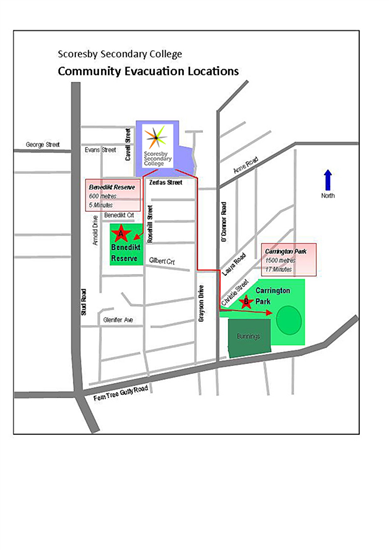 Scoresby Secondary College
Community Evacuation Locations
George Street
Evans Street
Cavell Street
Scoresby
Secondary
College
Zerfas Street
Anne Road
North
Benedikt Reserve
600 metres
5 Minutes
Benedikt Crt
Arnold Drive
Rosehill Street
Benedikt
Reserve
Gilbert Crt
O'Connor Road
Laura Road
Carrington Park
1500 metres
17 Minutes
Christie Street
Carrington
Park
Stud Road
Grayson Drive
Glenifer Ave
Bunnings
Fern Tree Gully Road